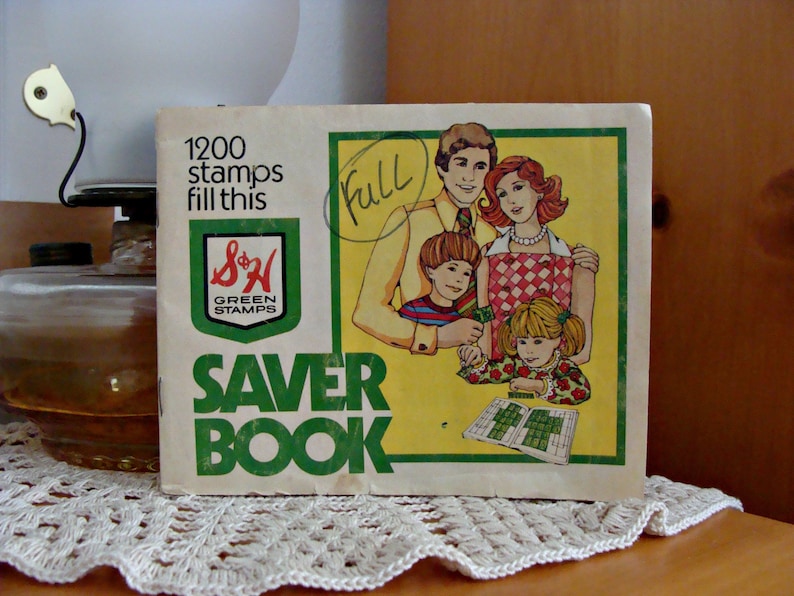 1200
stamps
fill this
Full
S&H
GREEN
STAMPS
SAVER
BOOK